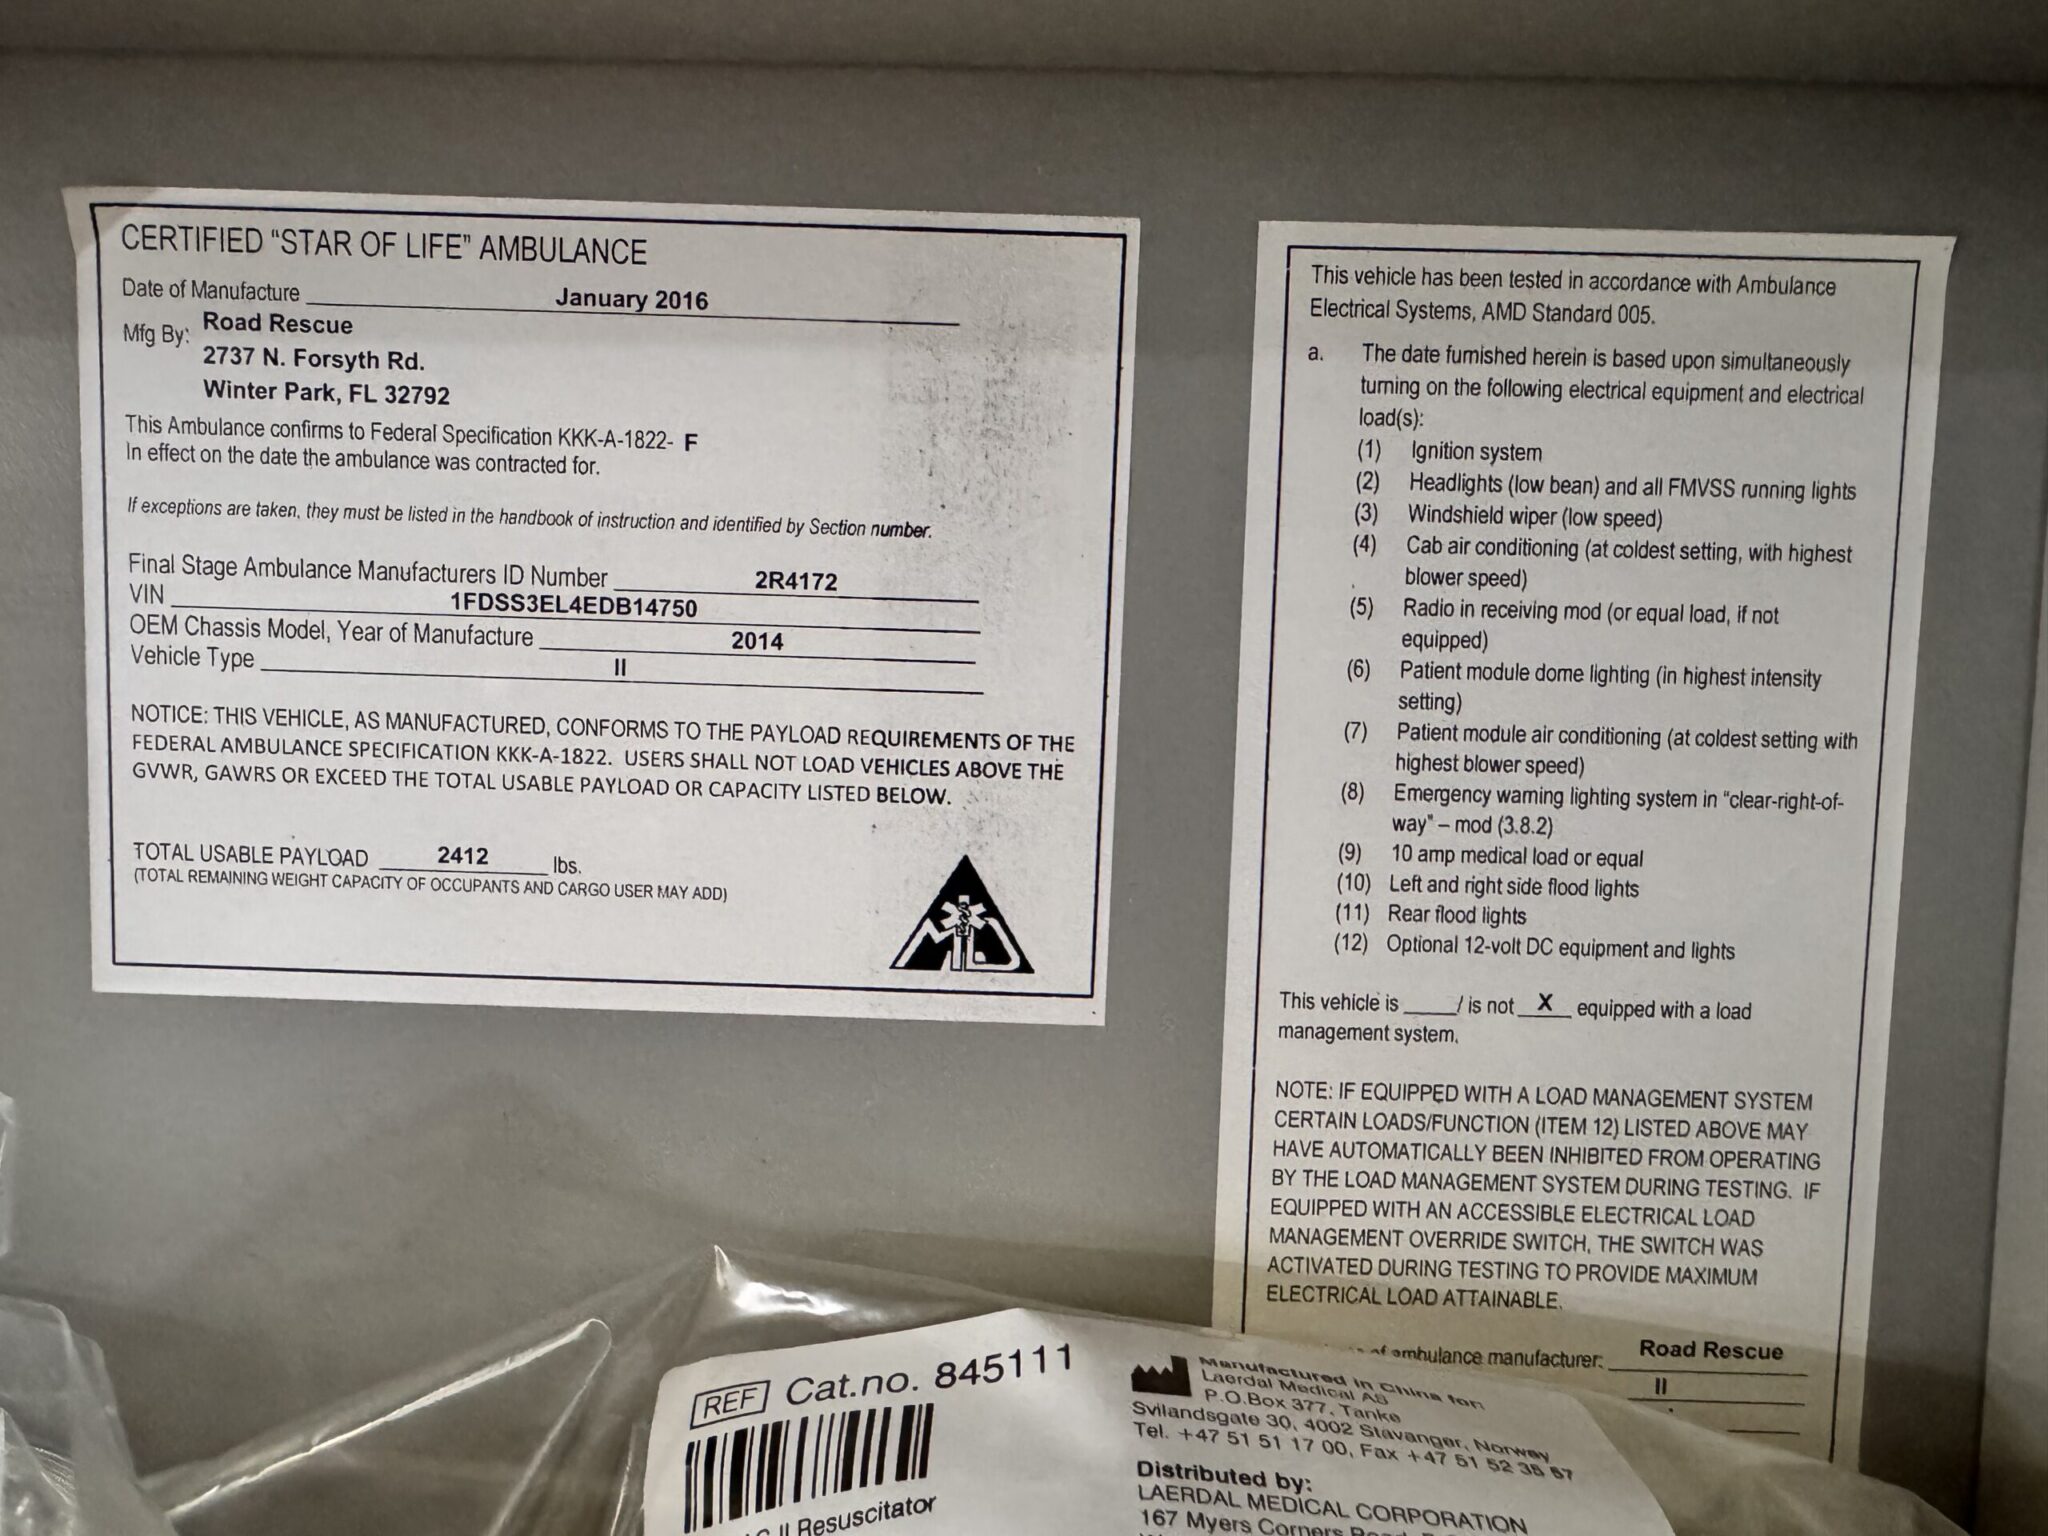 CERTIFIED “STAR OF LIFE” AMBULANCE
Date of Manufacture January 2016
Mfg By: Road Rescue
2737 N. Forsyth Rd.
Winter Park, FL 32792
This Ambulance confirms to Federal Specification KKK-A-1822- F
In effect on the date the ambulance was contracted for.
If exceptions are taken, they must be listed in the handbook of instruction and identified by Section number.
Final Stage Ambulance Manufacturers ID Number 2R4172
VIN 1FDSS3EL4EDB14750
OEM Chassis Model, Year of Manufacture 2014
Vehicle Type II
NOTICE: THIS VEHICLE, AS MANUFACTURED, CONFORMS TO THE PAYLOAD REQUIREMENTS OF THE
FEDERAL AMBULANCE SPECIFICATION KKK-A-1822. USERS SHALL NOT LOAD VEHICLES ABOVE THE
GVWR, GAWRS OR EXCEED THE TOTAL USABLE PAYLOAD OR CAPACITY LISTED BELOW.
TOTAL USABLE PAYLOAD 2412 lbs.
(TOTAL REMAINING WEIGHT CAPACITY OF OCCUPANTS AND CARGO USER MAY ADD)
This vehicle has been tested in accordance with Ambulance
Electrical Systems, AMD Standard 005.
a. The date furnished herein is based upon simultaneously
turning on the following electrical equipment and electrical
load(s):
(1) Ignition system
(2) Headlights (low bean) and all FMVSS running lights
(3) Windshield wiper (low speed)
(4) Cab air conditioning (at coldest setting, with highest
blower speed)
(5) Radio in receiving mod (or equal load, if not
equipped)
(6) Patient module dome lighting (in highest intensity
setting)
(7) Patient module air conditioning (at coldest setting with
highest blower speed)
(8) Emergency warning lighting system in “clear-right-of-
way” – mod (3.8.2)
(9) 10 amp medical load or equal
(10) Left and right side flood lights
(11) Rear flood lights
(12) Optional 12-volt DC equipment and lights
This vehicle is ____/ is not X equipped with a load
management system.
NOTE: IF EQUIPPED WITH A LOAD MANAGEMENT SYSTEM
CERTAIN LOADS/FUNCTION (ITEM 12) LISTED ABOVE MAY
HAVE AUTOMATICALLY BEEN INHIBITED FROM OPERATING
BY THE LOAD MANAGEMENT SYSTEM DURING TESTING. IF
EQUIPPED WITH AN ACCESSIBLE ELECTRICAL LOAD
MANAGEMENT OVERRIDE SWITCH, THE SWITCH WAS
ACTIVATED DURING TESTING TO PROVIDE MAXIMUM
ELECTRICAL LOAD ATTAINABLE.
of ambulance manufacturer: Road Rescue
II
REF Cat.no. 845111
II Resuscitator
Manufactured in China for:
Laerdal Medical AS
P.O.Box 377, Tanke
Svilandsgate 30, 4002 Stavanger, Norway
Tel. +47 51 51 17 00, Fax +47 51 52 35 57
Distributed by:
LAERDAL MEDICAL CORPORATION
167 Myers Corners Road,